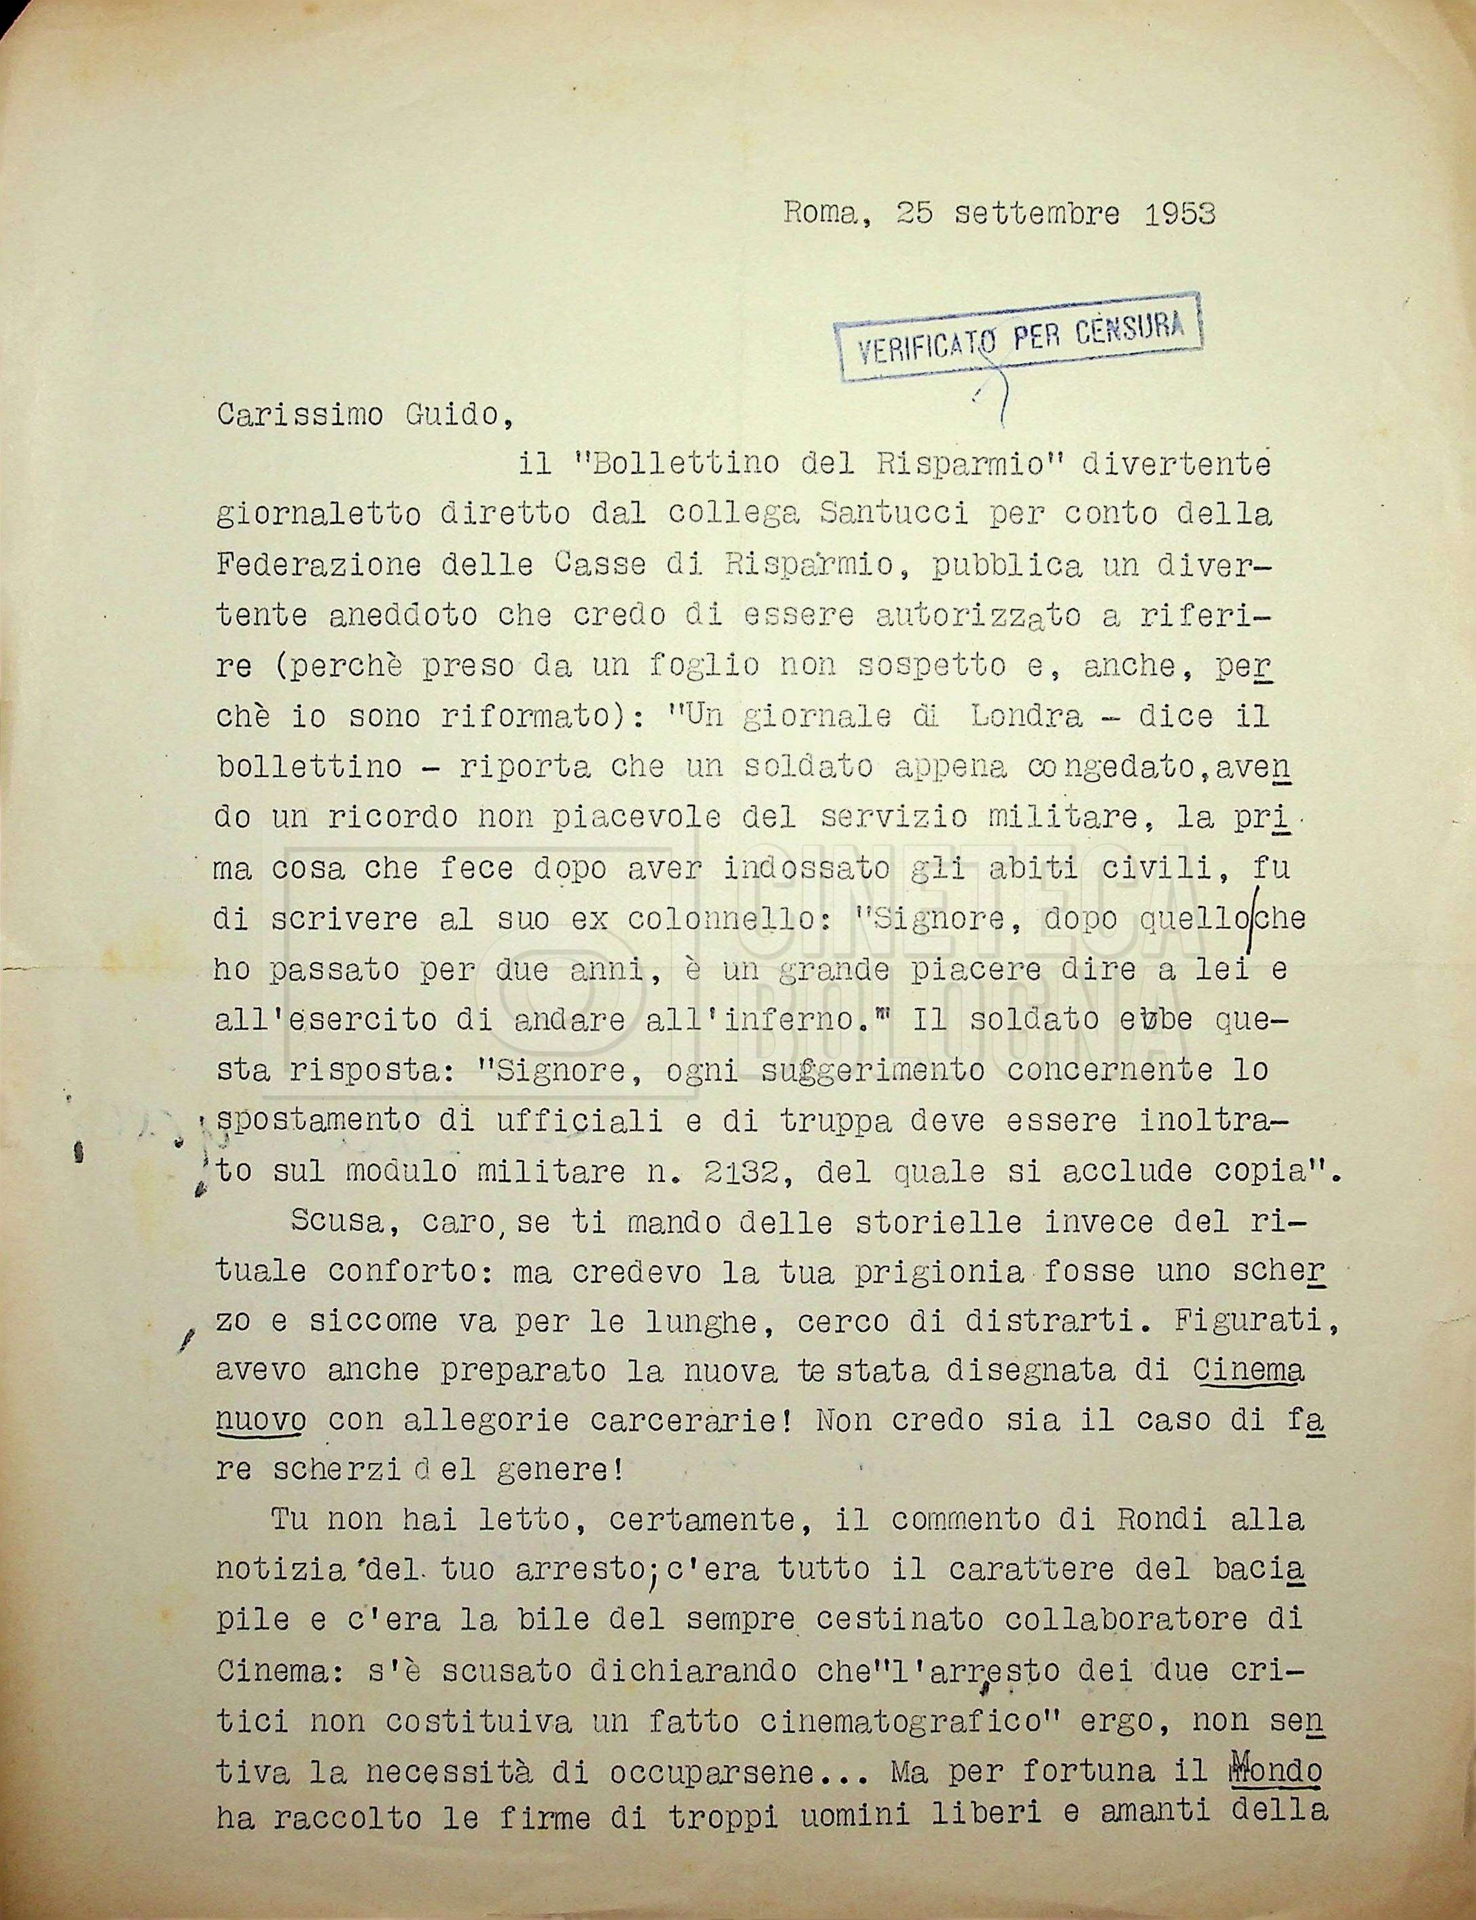 Roma, 25 settembre 1953
VERIFICATO PER CENSURA
Carissimo Guido,
il "Bollettino del Risparmio" divertente
giornaletto diretto dal collega Santucci per conto della
Federazione delle Casse di Risparmio, pubblica un diver-
tente aneddoto che credo di essere autorizzato a riferi-
re (perchè preso da un foglio non sospetto e, anche, per
chè io sono riformato): "Un giornale di Londra - dice il
bollettino - riporta che un soldato appena congedato, aven
do un ricordo non piacevole del servizio militare, la pri
ma cosa che fece dopo aver indossato gli abiti civili, fu
di scrivere al suo ex colonnello: "Signore, dopo quello/che
ho passato per due anni, è un grande piacere dire a lei e
all'esercito di andare all'inferno."" Il soldato ebbe que-
sta risposta: "Signore, ogni suggerimento concernente lo
spostamento di ufficiali e di truppa deve essere inoltra-
to sul modulo militare n. 2132, del quale si acclude copia".
Scusa, caro, se ti mando delle storielle invece del ri-
tuale conforto: ma credevo la tua prigionia fosse uno scher
zo e siccome va per le lunghe, cerco di distrarti. Figurati,
avevo anche preparato la nuova testata disegnata di Cinema
nuovo con allegorie carcerarie! Non credo sia il caso di fa
re scherzi del genere!
Tu non hai letto, certamente, il commento di Rondi alla
notizia del tuo arresto; c'era tutto il carattere del bacia
pile e c'era la bile del sempre cestinato collaboratore di
Cinema: s'è scusato dichiarando che"l'arresto dei due cri-
tici non costituiva un fatto cinematografico" ergo, non sen
tiva la necessità di occuparsene... Ma per fortuna il Mondo
ha raccolto le firme di troppi uomini liberi e amanti della
CINETECA
BOLOGNA